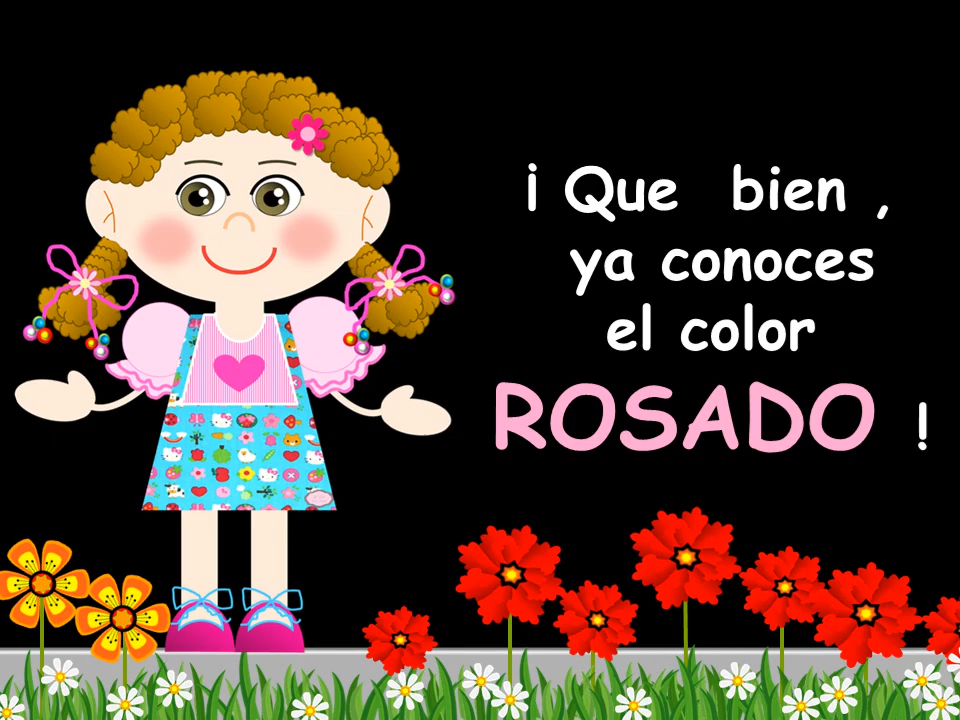 ¡ Que bien ,
ya conoces
el color
ROSADO !